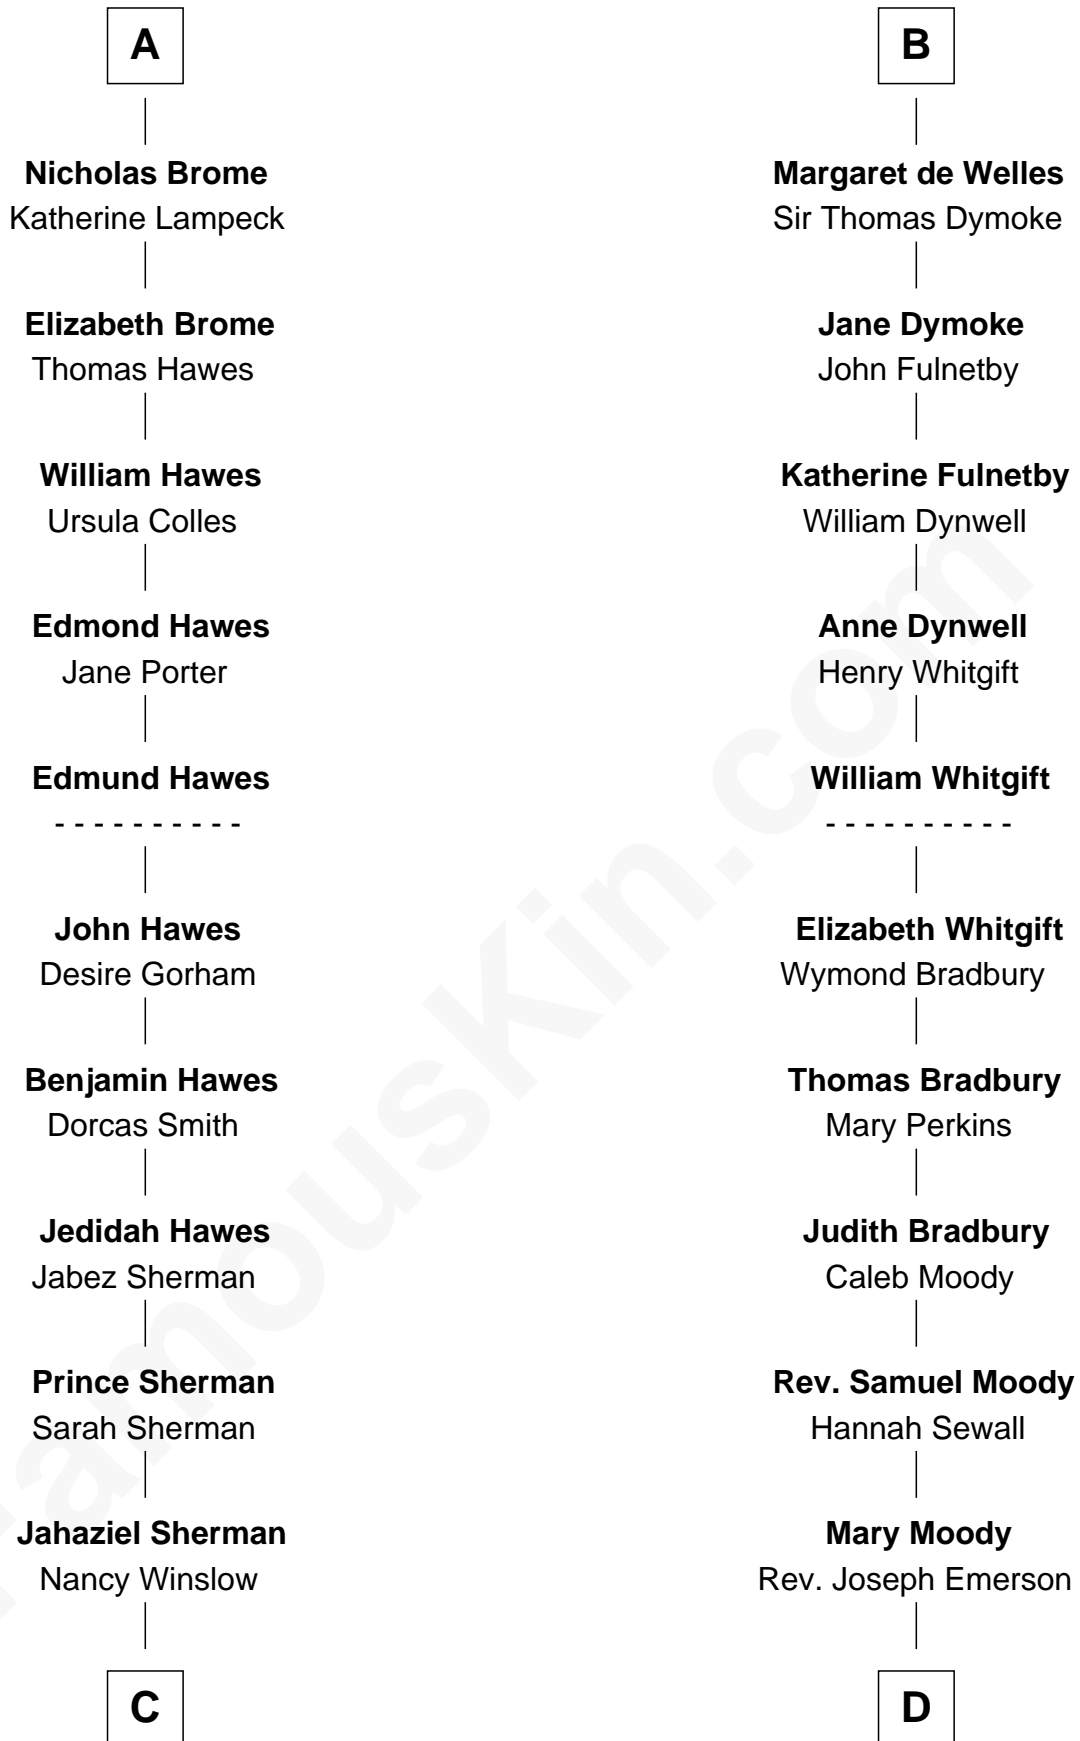 A
Nicholas Brome
Katherine Lampeck
Elizabeth Brome
Thomas Hawes
William Hawes
Ursula Colles
Edmond Hawes
Jane Porter
Edmund Hawes
- - - - - - - - - -
John Hawes
Desire Gorham
Benjamin Hawes
Dorcas Smith
Jedidah Hawes
Jabez Sherman
Prince Sherman
Sarah Sherman
Jahaziel Sherman
Nancy Winslow
C
B
Margaret de Welles
Sir Thomas Dymoke
Jane Dymoke
John Fulnetby
Katherine Fulnetby
William Dynwell
Anne Dynwell
Henry Whitgift
William Whitgift
- - - - - - - - - -
Elizabeth Whitgift
Wymond Bradbury
Thomas Bradbury
Mary Perkins
Judith Bradbury
Caleb Moody
Rev. Samuel Moody
Hannah Sewall
Mary Moody
Rev. Joseph Emerson
D
FamousKin.com